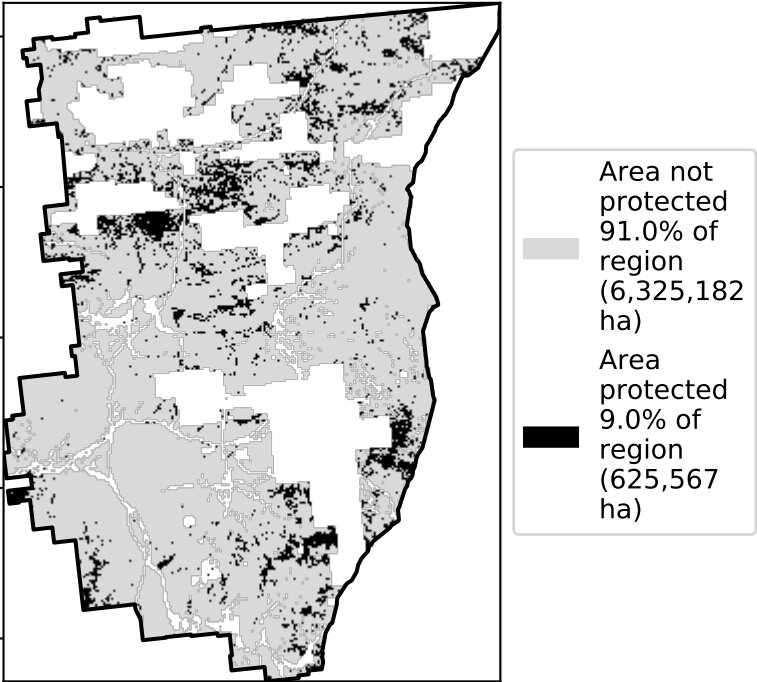 Area not
protected
91.0% of
region
(6,325,182
ha)
Area
protected
9.0% of
region
(625,567
ha)